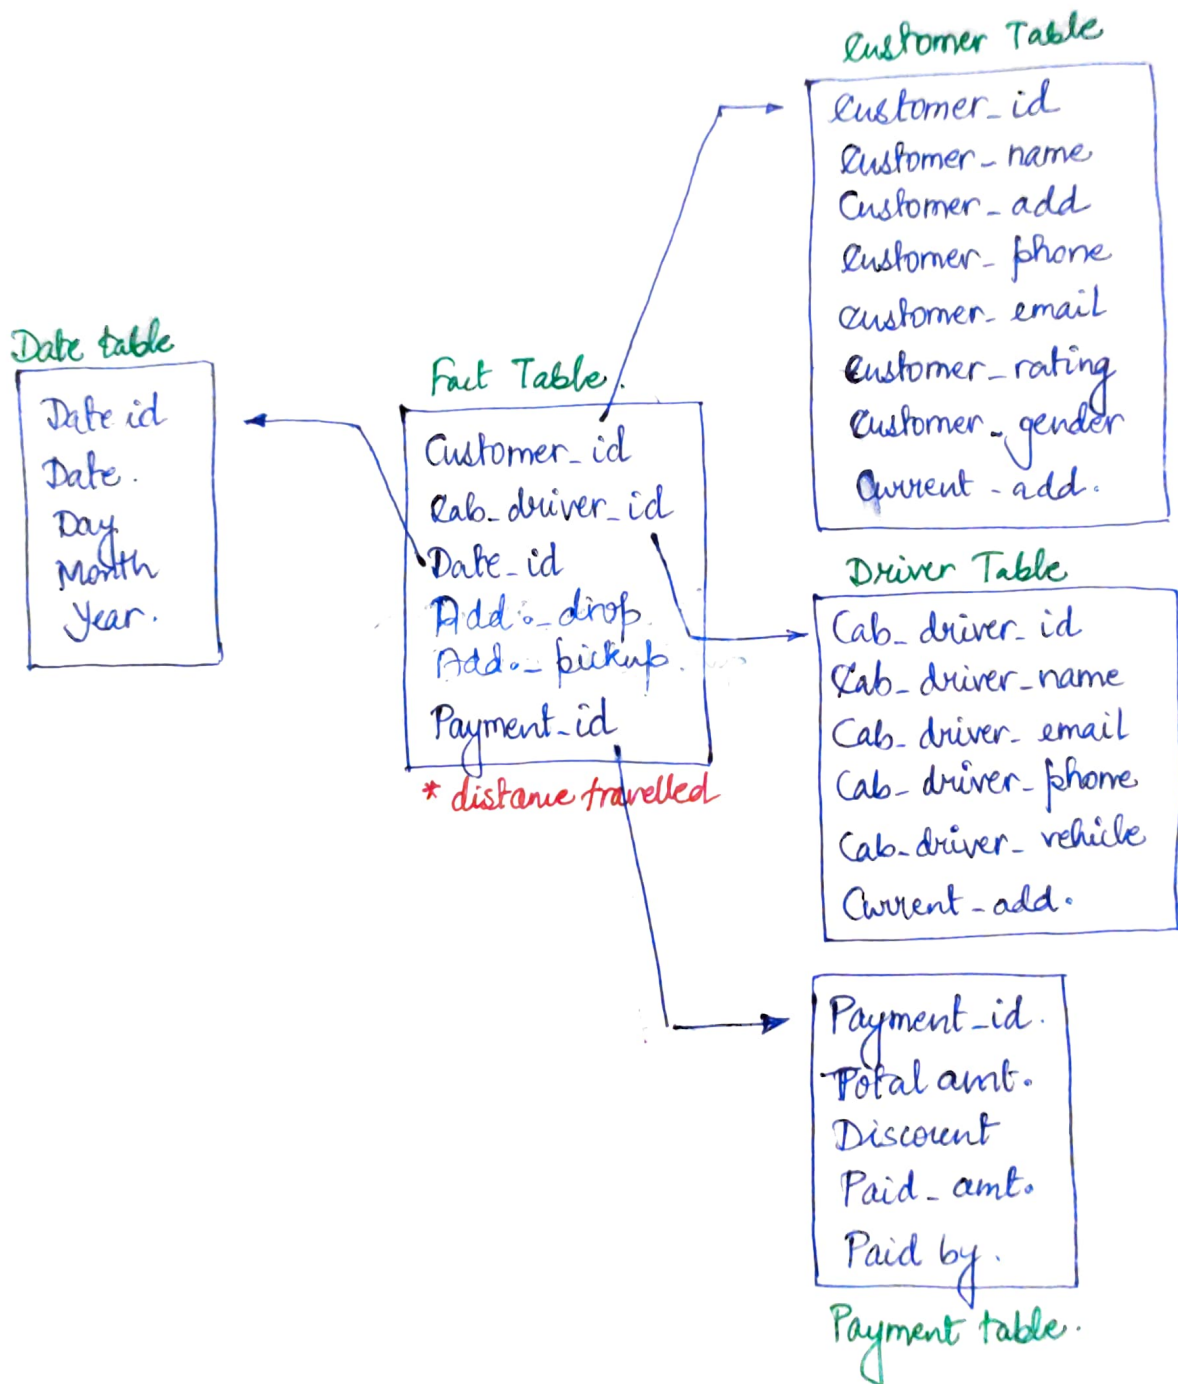 Customer Table
Customer_id
Customer_name
Customer_add
Customer_phone
Customer_email
Customer_rating
Customer_gender
Current_add.
Date table
Date id
Date.
Day
Month
Year.
Fact Table.
Customer_id
Cab_driver_id
Date_id
Add._drop.
Add._pickup.
Payment_id
* distance travelled
Driver Table
Cab_driver_id
Cab_driver_name
Cab_driver_email
Cab_driver_phone
Cab_driver_vehicle
Current_add.
Payment_id.
Total amt.
Discount
Paid_amt.
Paid by.
Payment table.